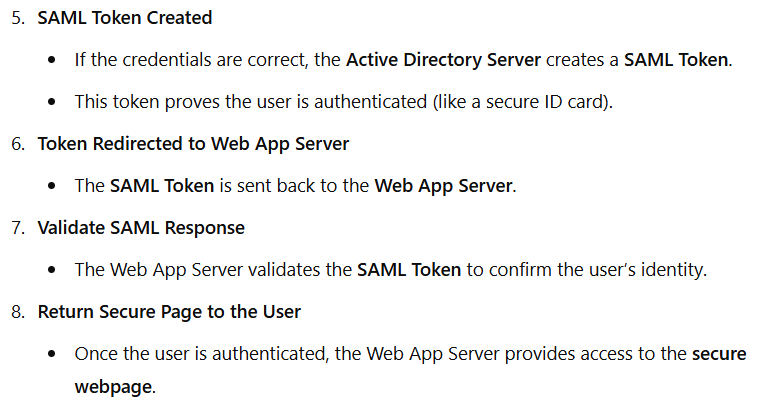 5. SAML Token Created
• If the credentials are correct, the Active Directory Server creates a SAML Token.
• This token proves the user is authenticated (like a secure ID card).
6. Token Redirected to Web App Server
• The SAML Token is sent back to the Web App Server.
7. Validate SAML Response
• The Web App Server validates the SAML Token to confirm the user’s identity.
8. Return Secure Page to the User
• Once the user is authenticated, the Web App Server provides access to the secure
webpage.